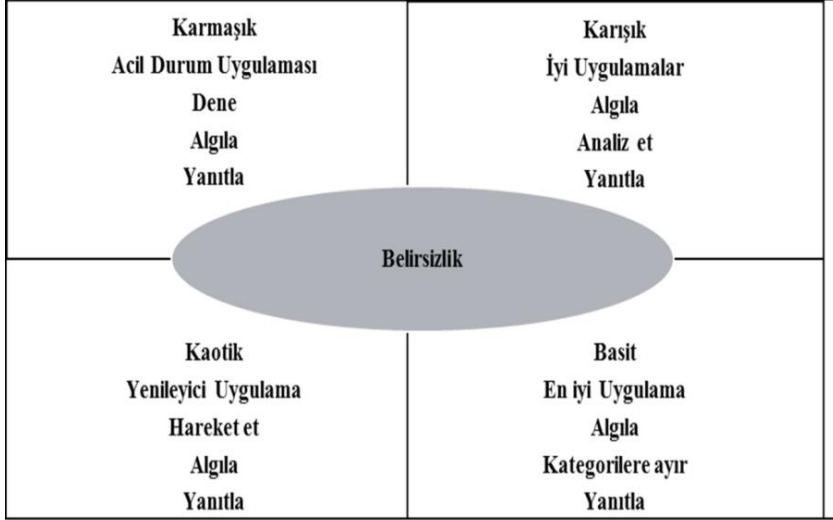 Karmaşık
Acil Durum Uygulaması
Dene
Algıla
Yanıtla
Karışık
İyi Uygulamalar
Algıla
Analiz et
Yanıtla
Belirsizlik
Kaotik
Yenileyici Uygulama
Hareket et
Algıla
Yanıtla
Basit
En iyi Uygulama
Algıla
Kategorilere ayır
Yanıtla